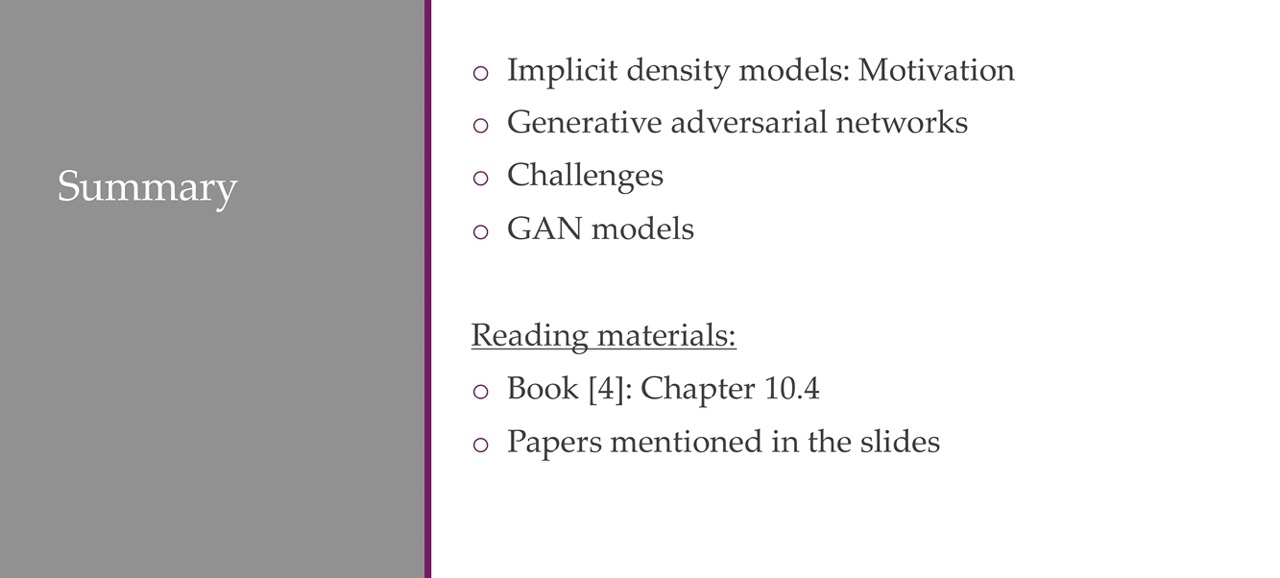 Summary
Implicit density models: Motivation
Generative adversarial networks
Challenges
GAN models
Reading materials:
Book [4]: Chapter 10.4
Papers mentioned in the slides